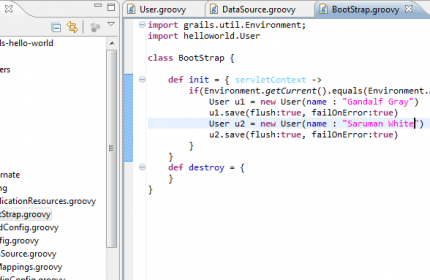 User.groovy DataSource.groovy BootStrap.groovy
import grails.util.Environment;
import helloworld.User
class BootStrap {
def init = { servletContext ->
if(Environment.getCurrent().equals(Environment.
User u1 = new User(name : "Gandalf Gray")
u1.save(flush:true, failOnError:true)
User u2 = new User(name : "Saruman White")
u2.save(flush:true, failOnError:true)
}
}
def destroy = {
}
}
ls-hello-world
ers
ernate
ng
licationResources.groovy
tStrap.groovy
dConfig.groovy
fig.groovy
aSource.groovy
Mappings.groovy